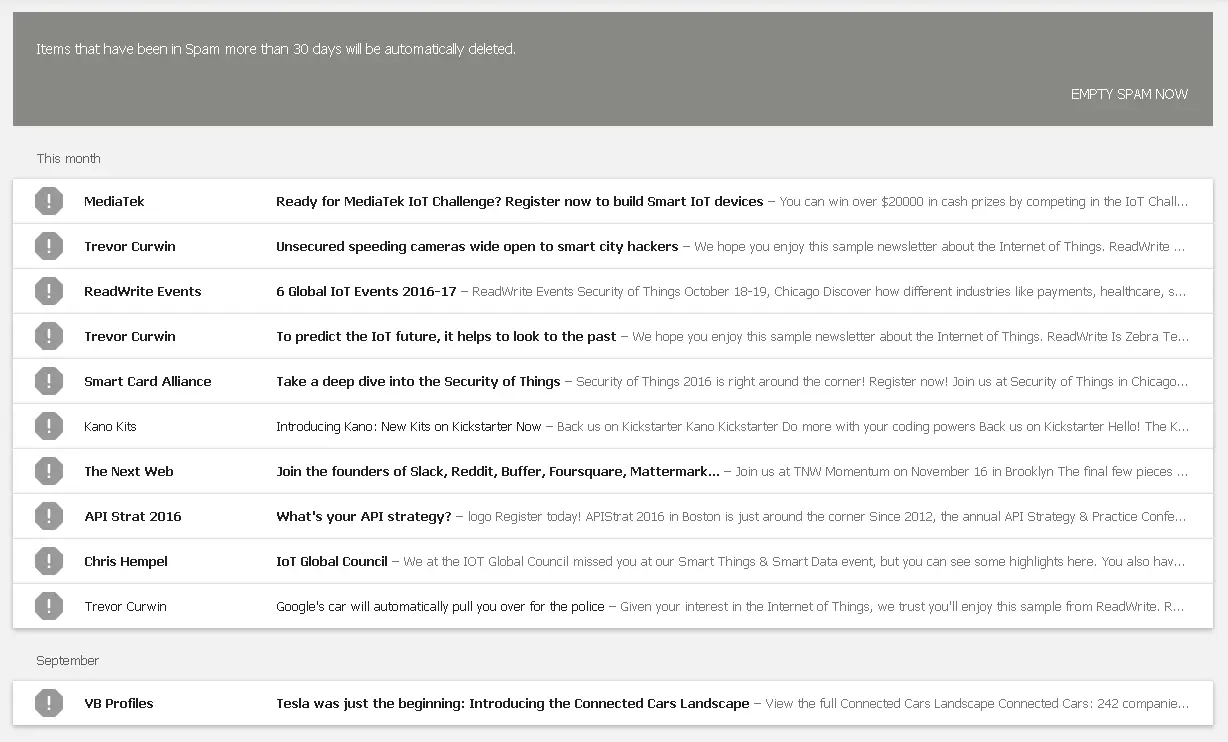 Items that have been in Spam more than 30 days will be automatically deleted.
EMPTY SPAM NOW
This month
MediaTek Ready for MediaTek IoT Challenge? Register now to build Smart IoT devices – You can win over $20000 in cash prizes by competing in the IoT Chall...
Trevor Curwin Unsecured speeding cameras wide open to smart city hackers – We hope you enjoy this sample newsletter about the Internet of Things. ReadWrite ...
ReadWrite Events 6 Global IoT Events 2016-17 – ReadWrite Events Security of Things October 18-19, Chicago Discover how different industries like payments, healthcare, s...
Trevor Curwin To predict the IoT future, it helps to look to the past – We hope you enjoy this sample newsletter about the Internet of Things. ReadWrite Is Zebra Te...
Smart Card Alliance Take a deep dive into the Security of Things – Security of Things 2016 is right around the corner! Register now! Join us at Security of Things in Chicago...
Kano Kits Introducing Kano: New Kits on Kickstarter Now – Back us on Kickstarter Kano Kickstarter Do more with your coding powers Back us on Kickstarter Hello! The K...
The Next Web Join the founders of Slack, Reddit, Buffer, Foursquare, Mattermark... – Join us at TNW Momentum on November 16 in Brooklyn The final few pieces ...
API Strat 2016 What's your API strategy? – logo Register today! APIStrat 2016 in Boston is just around the corner Since 2012, the annual API Strategy & Practice Confe...
Chris Hempel IoT Global Council – We at the IOT Global Council missed you at our Smart Things & Smart Data event, but you can see some highlights here. You also hav...
Trevor Curwin Google's car will automatically pull you over for the police – Given your interest in the Internet of Things, we trust you'll enjoy this sample from ReadWrite. R...
September
VB Profiles Tesla was just the beginning: Introducing the Connected Cars Landscape – View the full Connected Cars Landscape Connected Cars: 242 companie...